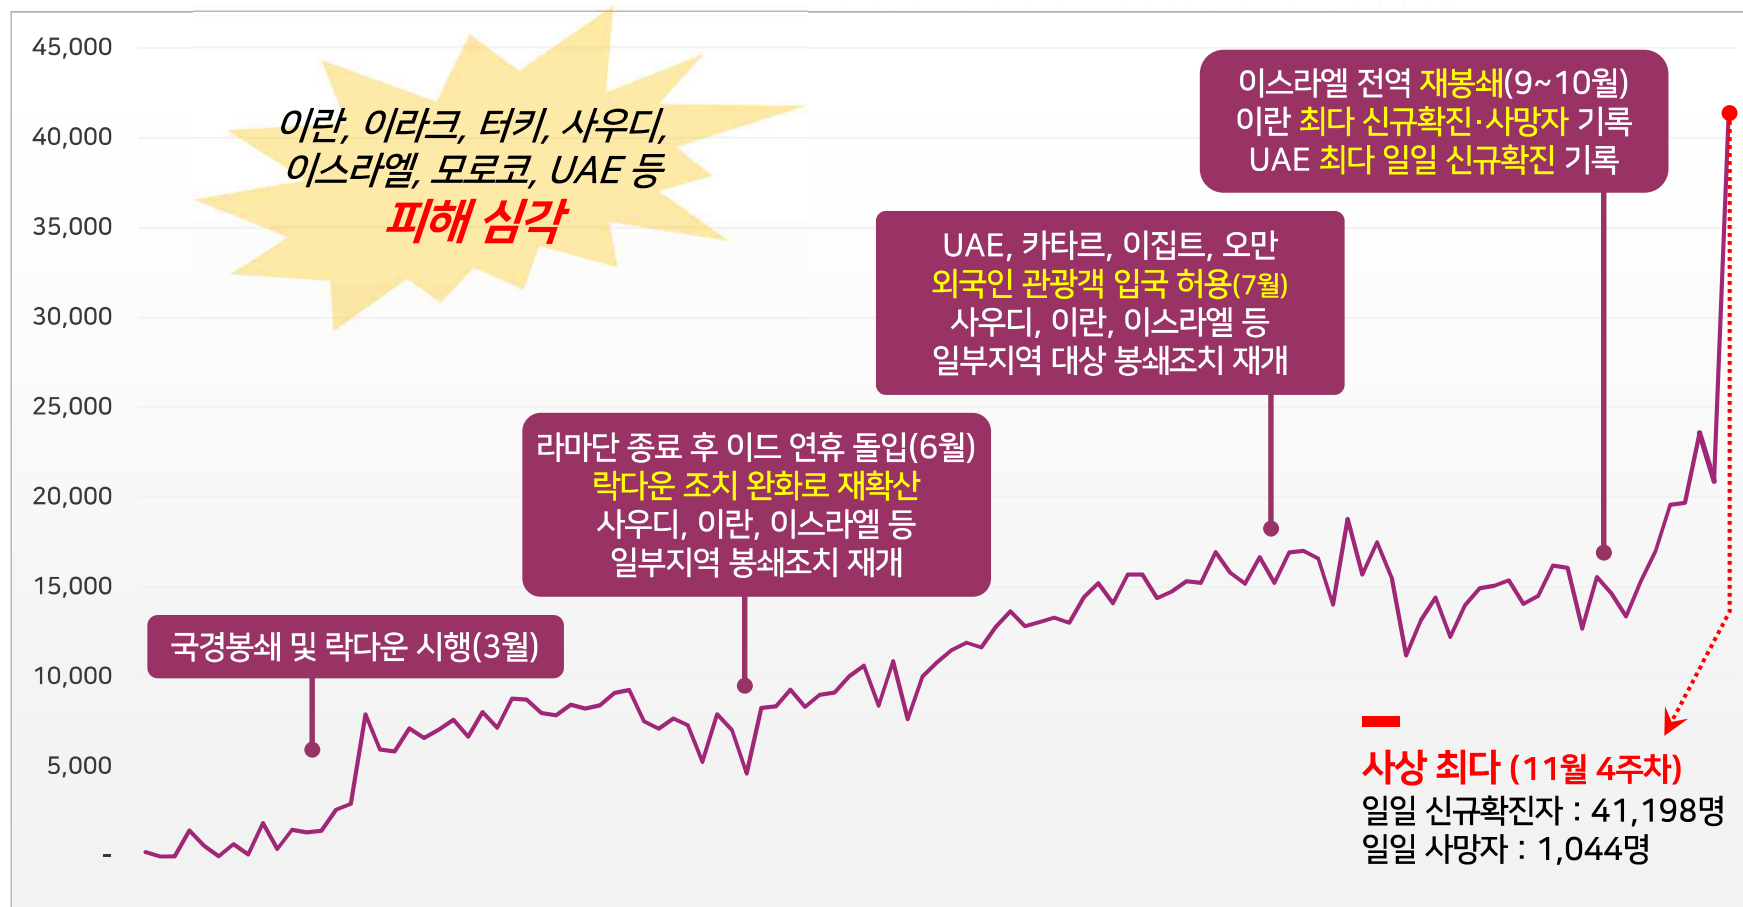 45,000
40,000
35,000
30,000
25,000
20,000
15,000
10,000
5,000
-
이란, 이라크, 터키, 사우디,
이스라엘, 모로코, UAE 등
피해 심각
국경봉쇄 및 락다운 시행(3월)
라마단 종료 후 이드 연휴 돌입(6월)
락다운 조치 완화로 재확산
사우디, 이란, 이스라엘 등
일부지역 봉쇄조치 재개
UAE, 카타르, 이집트, 오만
외국인 관광객 입국 허용(7월)
사우디, 이란, 이스라엘 등
일부지역 대상 봉쇄조치 재개
이스라엘 전역 재봉쇄(9~10월)
이란 최다 신규확진·사망자 기록
UAE 최다 일일 신규확진 기록
사상 최다 (11월 4주차)
일일 신규확진자 : 41,198명
일일 사망자 : 1,044명